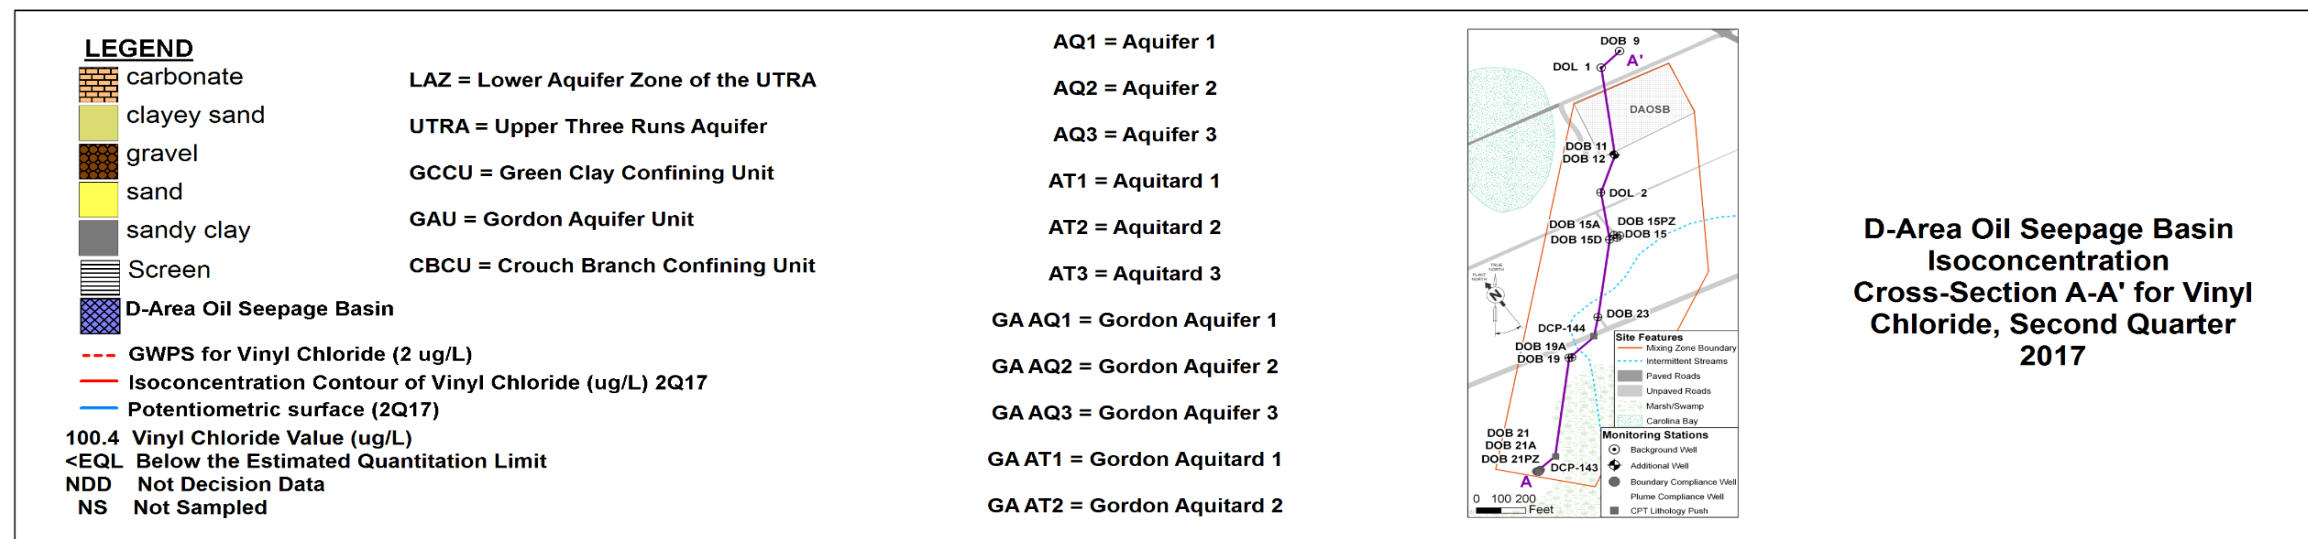 LEGEND
carbonate
clayey sand
gravel
sand
sandy clay
Screen
D-Area Oil Seepage Basin
GWPS for Vinyl Chloride (2 ug/L)
Isoconcentration Contour of Vinyl Chloride (ug/L) 2Q17
Potentiometric surface (2Q17)
100.4 Vinyl Chloride Value (ug/L)
<EQL Below the Estimated Quantitation Limit
NDD Not Decision Data
NS Not Sampled
LAZ = Lower Aquifer Zone of the UTRA
UTRA = Upper Three Runs Aquifer
GCCU = Green Clay Confining Unit
GAU = Gordon Aquifer Unit
CBCU = Crouch Branch Confining Unit
AQ1 = Aquifer 1
AQ2 = Aquifer 2
AQ3 = Aquifer 3
AT1 = Aquitard 1
AT2 = Aquitard 2
AT3 = Aquitard 3
GA AQ1 = Gordon Aquifer 1
GA AQ2 = Gordon Aquifer 2
GA AQ3 = Gordon Aquifer 3
GA AT1 = Gordon Aquitard 1
GA AT2 = Gordon Aquitard 2
DOB 9
A'
DOL 1
DAOSB
DOB 11
DOB 12
DOL 2
DOB 15A
DOB 15PZ
DOB 15
DOB 15D
TRUE NORTH
PLANT NORTH
N
DOB 23
DCP-144
DOB 19A
DOB 19
DOB 21
DOB 21A
DOB 21PZ
DCP-143
A
0 100 200
Feet
Site Features
Mixing Zone Boundary
Intermittent Streams
Paved Roads
Unpaved Roads
Marsh/Swamp
Carolina Bay
Monitoring Stations
Background Well
Additional Well
Boundary Compliance Well
Plume Compliance Well
CPT Lithology Push
D-Area Oil Seepage Basin
Isoconcentration
Cross-Section A-A' for Vinyl
Chloride, Second Quarter
2017